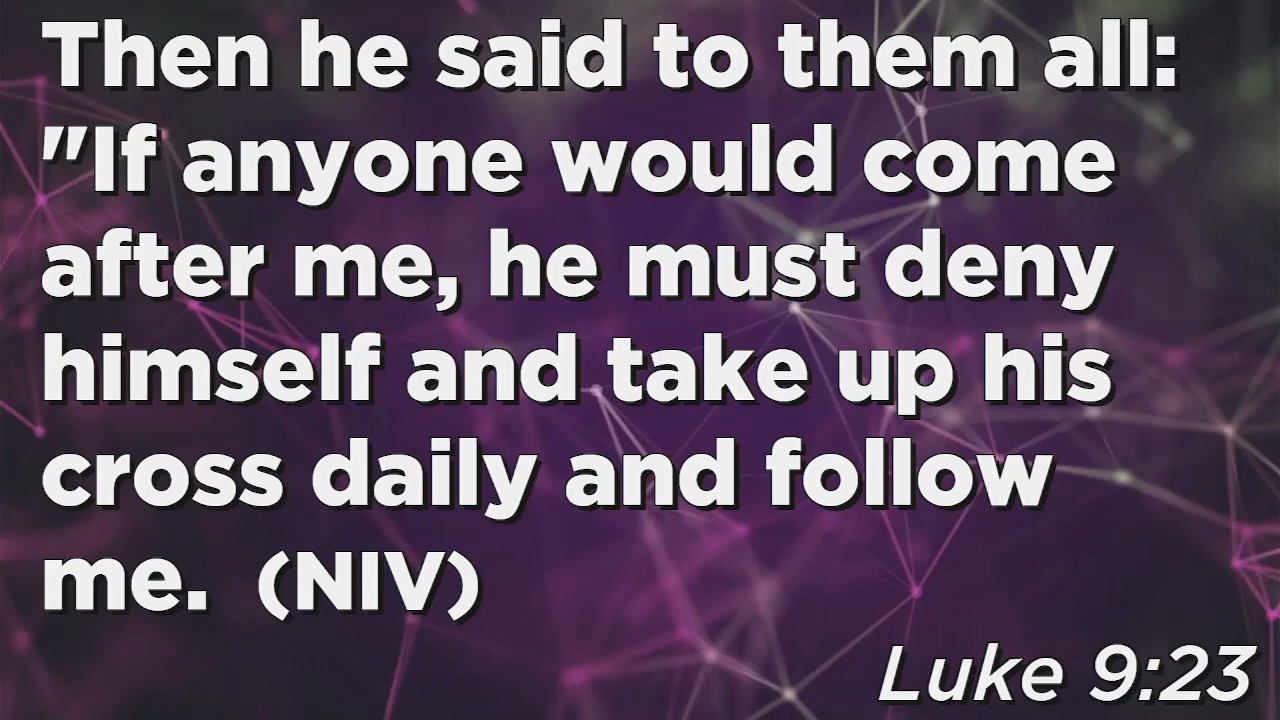 Then he said to them all:
"If anyone would come
after me, he must deny
himself and take up his
cross daily and follow
me.  (NIV)
Luke 9:23